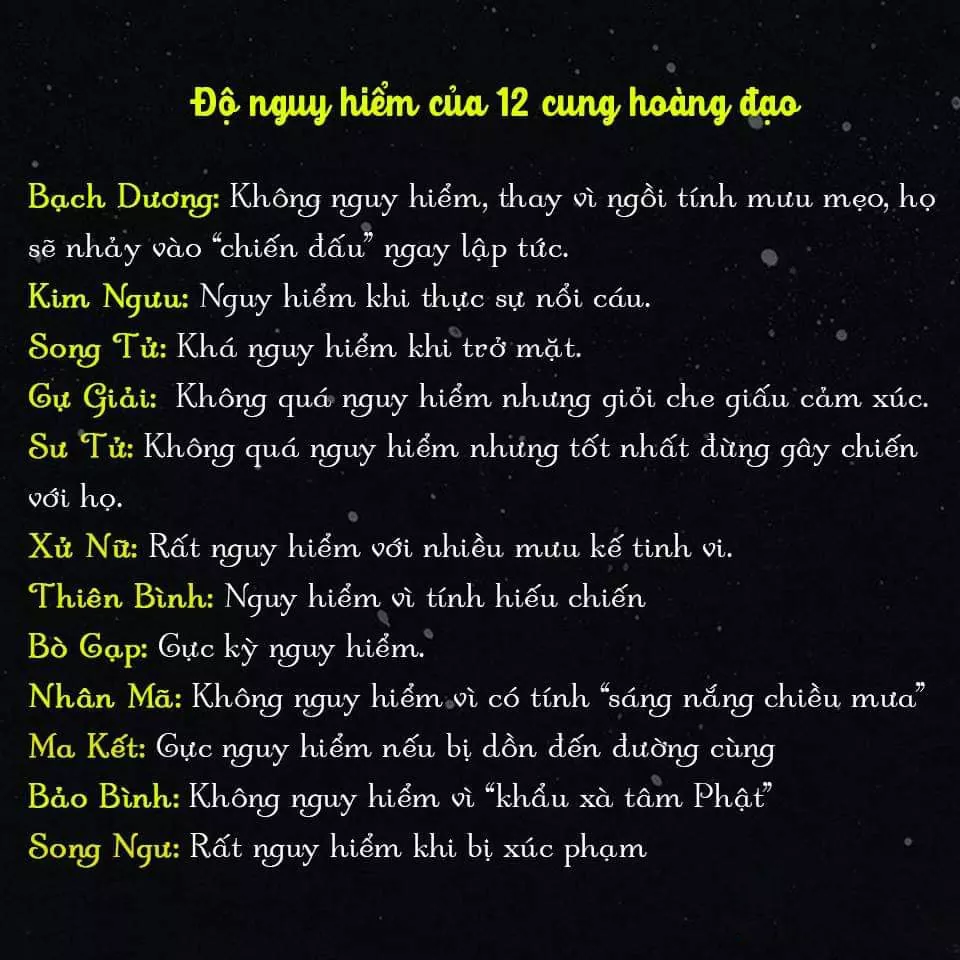 Độ nguy hiểm của 12 cung hoàng đạo
Bạch Dương: Không nguy hiểm, thay vì ngồi tính mưu mẹo, họ
sẽ nhảy vào “chiến đấu” ngay lập tức.
Kim Ngưu: Nguy hiểm khi thực sự nổi cáu.
Song Tử: Khá nguy hiểm khi trở mặt.
Cự Giải: Không quá nguy hiểm nhưng giỏi che giấu cảm xúc.
Sư Tử: Không quá nguy hiểm nhưng tốt nhất đừng gây chiến
với họ.
Xử Nữ: Rất nguy hiểm với nhiều mưu kế tinh vi.
Thiên Bình: Nguy hiểm vì tính hiếu chiến
Bò Cạp: Cực kỳ nguy hiểm.
Nhân Mã: Không nguy hiểm vì có tính “sáng nắng chiều mưa”
Ma Kết: Cực nguy hiểm nếu bị dồn đến đường cùng
Bảo Bình: Không nguy hiểm vì “khẩu xà tâm Phật”
Song Ngư: Rất nguy hiểm khi bị xúc phạm